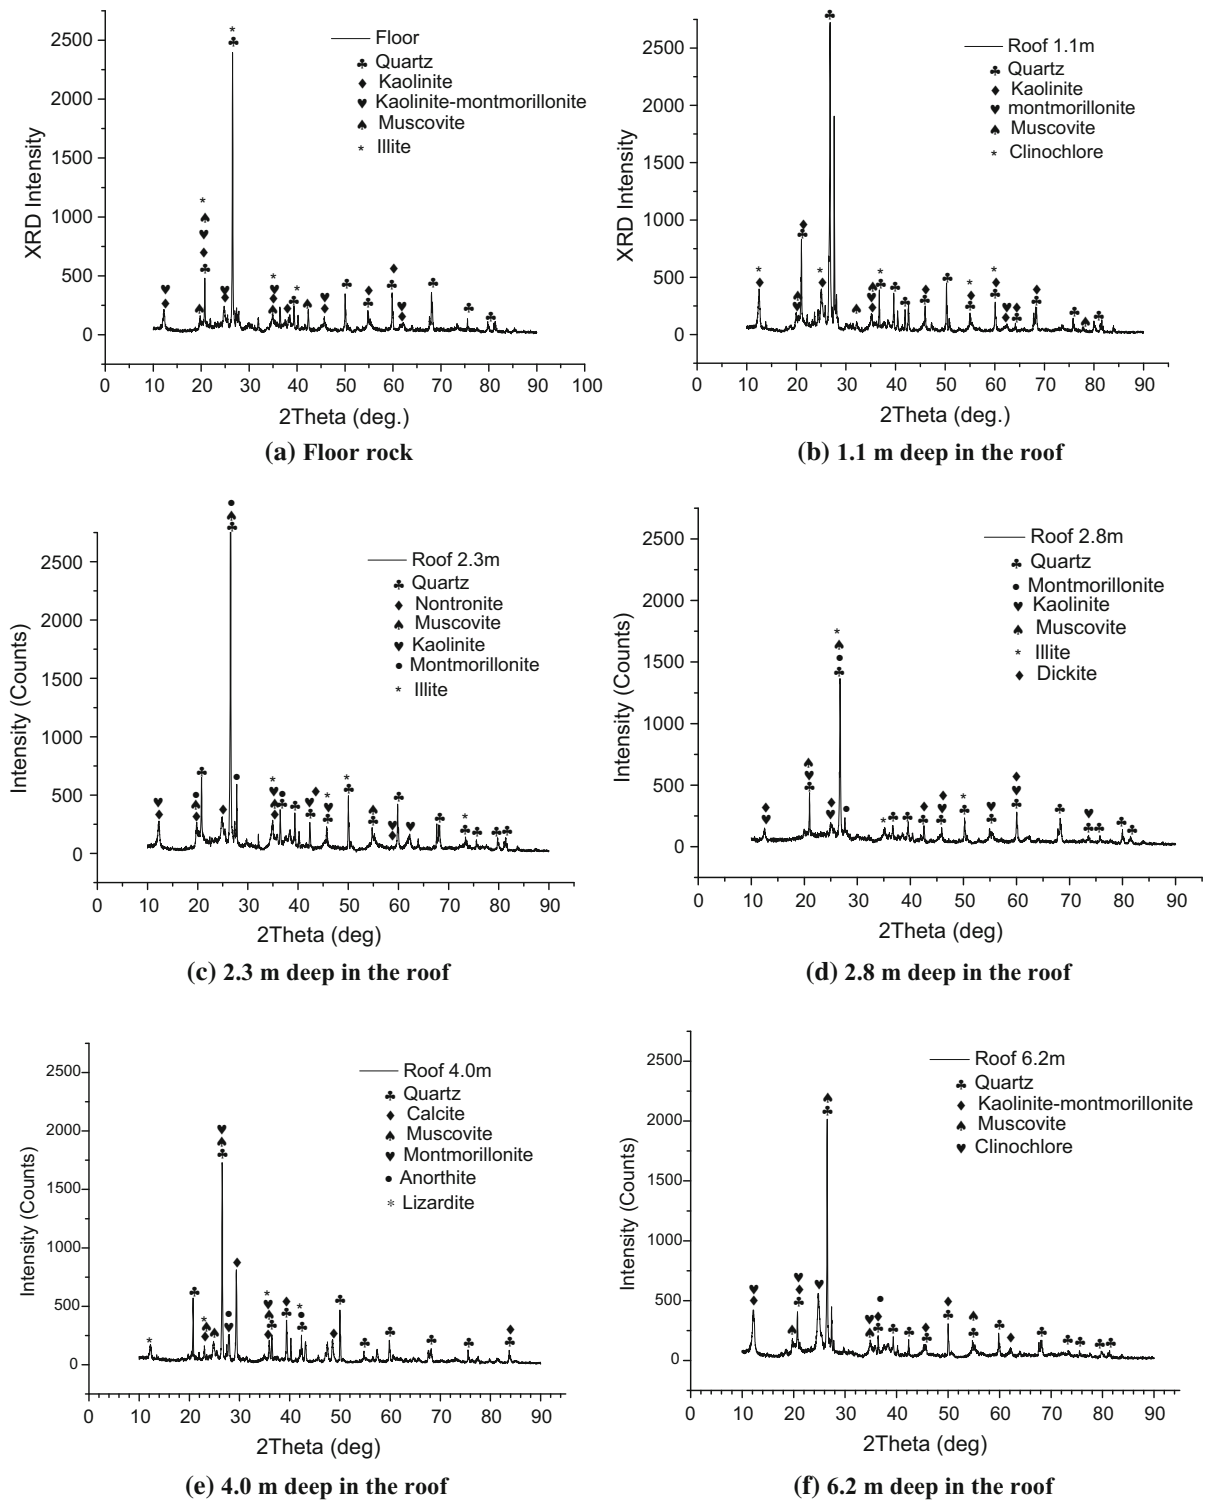 2500
2000
1500
1000
500
0
XRD Intensity
Floor
Quartz
Kaolinite
Kaolinite-montmorillonite
Muscovite
* Illite
0 10 20 30 40 50 60 70 80 90 100
2Theta (deg.)
(a) Floor rock
2500
2000
1500
1000
500
0
XRD Intensity
Roof 1.1m
Quartz
Kaolinite
montmorillonite
Muscovite
* Clinochlore
0 10 20 30 40 50 60 70 80 90
2Theta (deg.)
(b) 1.1 m deep in the roof
2500
2000
1500
1000
500
0
Intensity (Counts)
Roof 2.3m
Quartz
Nontronite
Muscovite
Kaolinite
Montmorillonite
* Illite
0 10 20 30 40 50 60 70 80 90
2Theta (deg)
(c) 2.3 m deep in the roof
2500
2000
1500
1000
500
0
Intensity (Counts)
Roof 2.8m
Quartz
Montmorillonite
Kaolinite
Muscovite
* Illite
Dickite
0 10 20 30 40 50 60 70 80 90
2Theta (deg)
(d) 2.8 m deep in the roof
2500
2000
1500
1000
500
0
Intensity (Counts)
Roof 4.0m
Quartz
Calcite
Muscovite
Montmorillonite
Anorthite
* Lizardite
0 10 20 30 40 50 60 70 80 90
2Theta (deg)
(e) 4.0 m deep in the roof
2500
2000
1500
1000
500
0
Intensity (Counts)
Roof 6.2m
Quartz
Kaolinite-montmorillonite
Muscovite
Clinochlore
0 10 20 30 40 50 60 70 80 90
2Theta (deg)
(f) 6.2 m deep in the roof